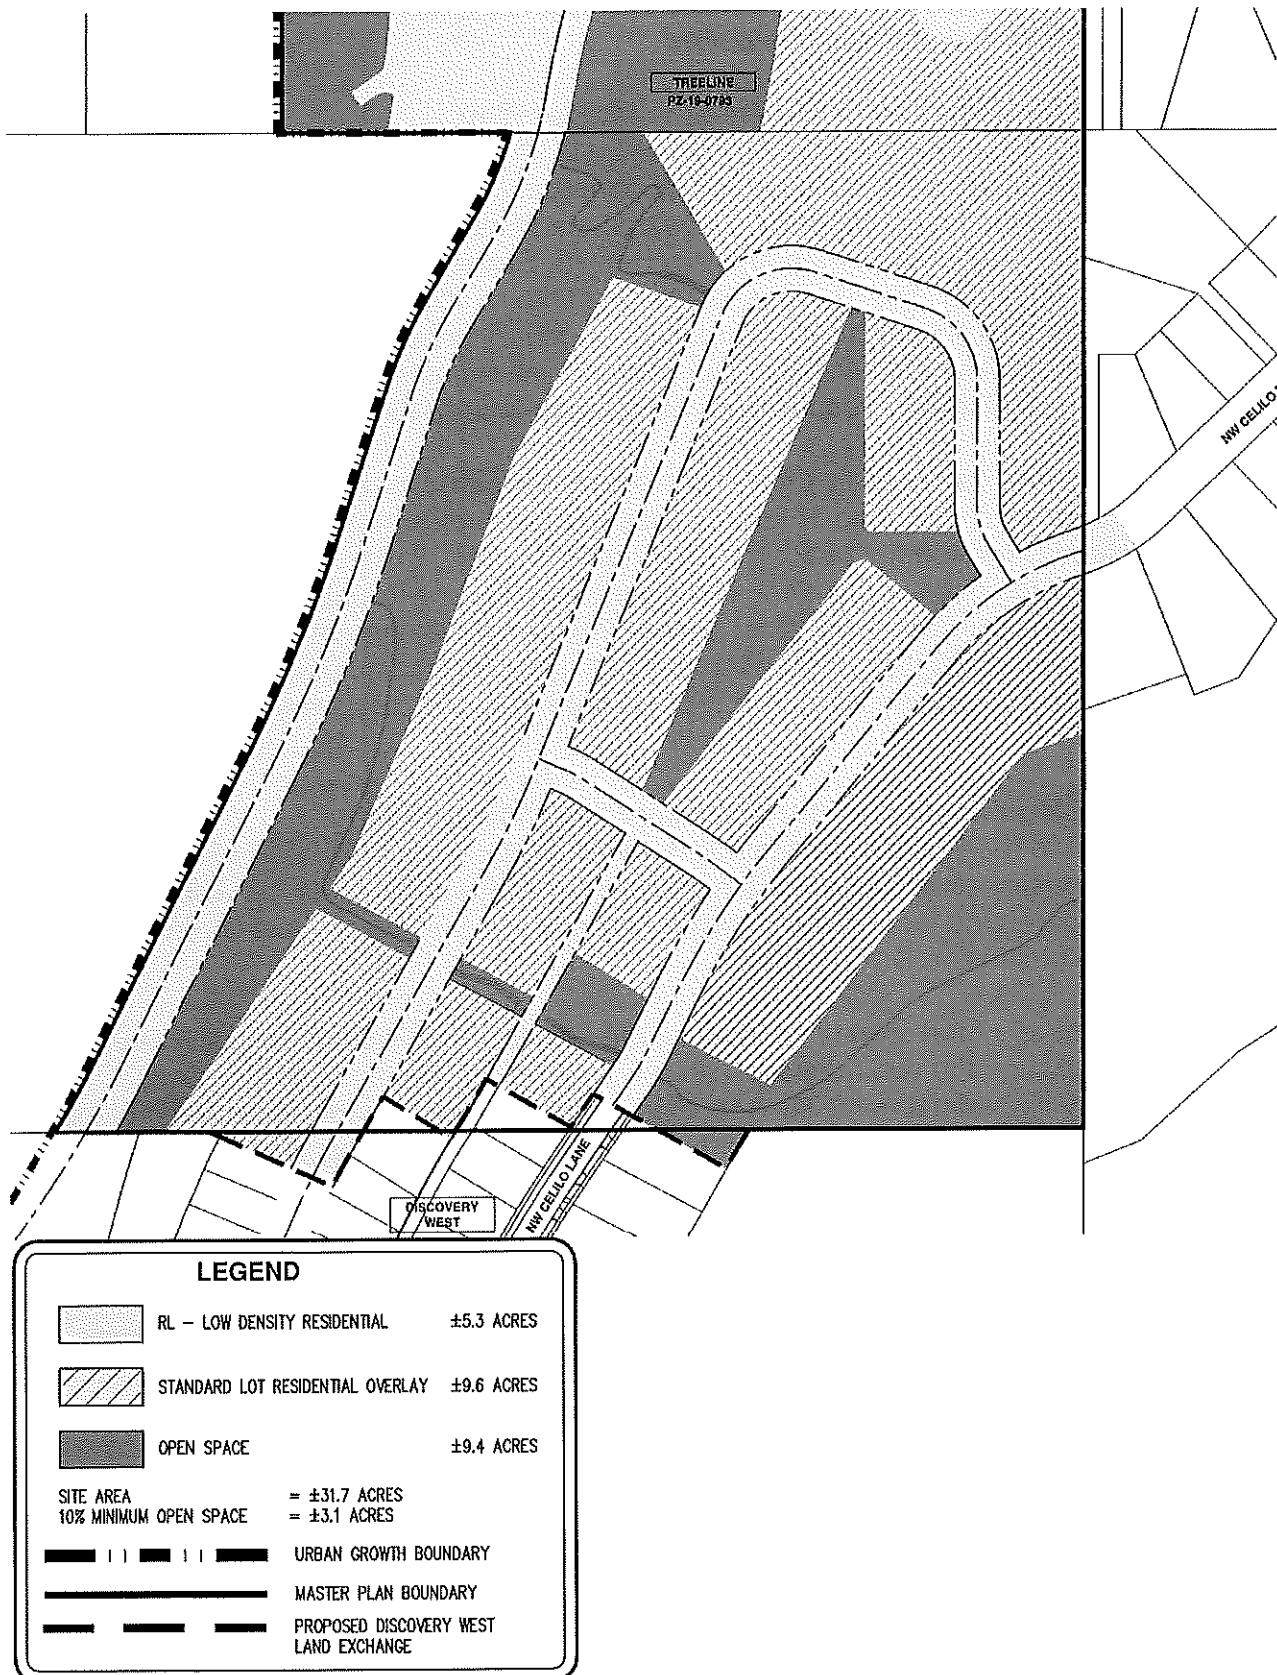 TREELINE
PZ-19-0793
NW CELILO
NW CELILO LANE
DISCOVERY
WEST
LEGEND
RL - LOW DENSITY RESIDENTIAL ±5.3 ACRES
STANDARD LOT RESIDENTIAL OVERLAY ±9.6 ACRES
OPEN SPACE ±9.4 ACRES
SITE AREA = ±31.7 ACRES
10% MINIMUM OPEN SPACE = ±3.1 ACRES
URBAN GROWTH BOUNDARY
MASTER PLAN BOUNDARY
PROPOSED DISCOVERY WEST
LAND EXCHANGE